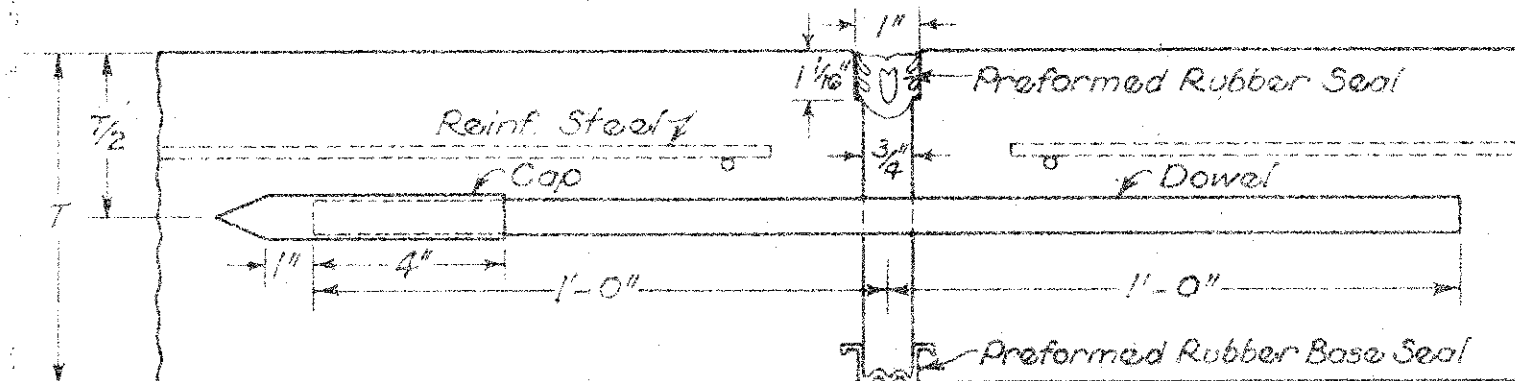 1"
1 1/16"
Preformed Rubber Seal
T/2
Reinf. Steel
3/4"
Cap
Dowel
T
1"
4"
1'-0"
1'-0"
Preformed Rubber Base Seal